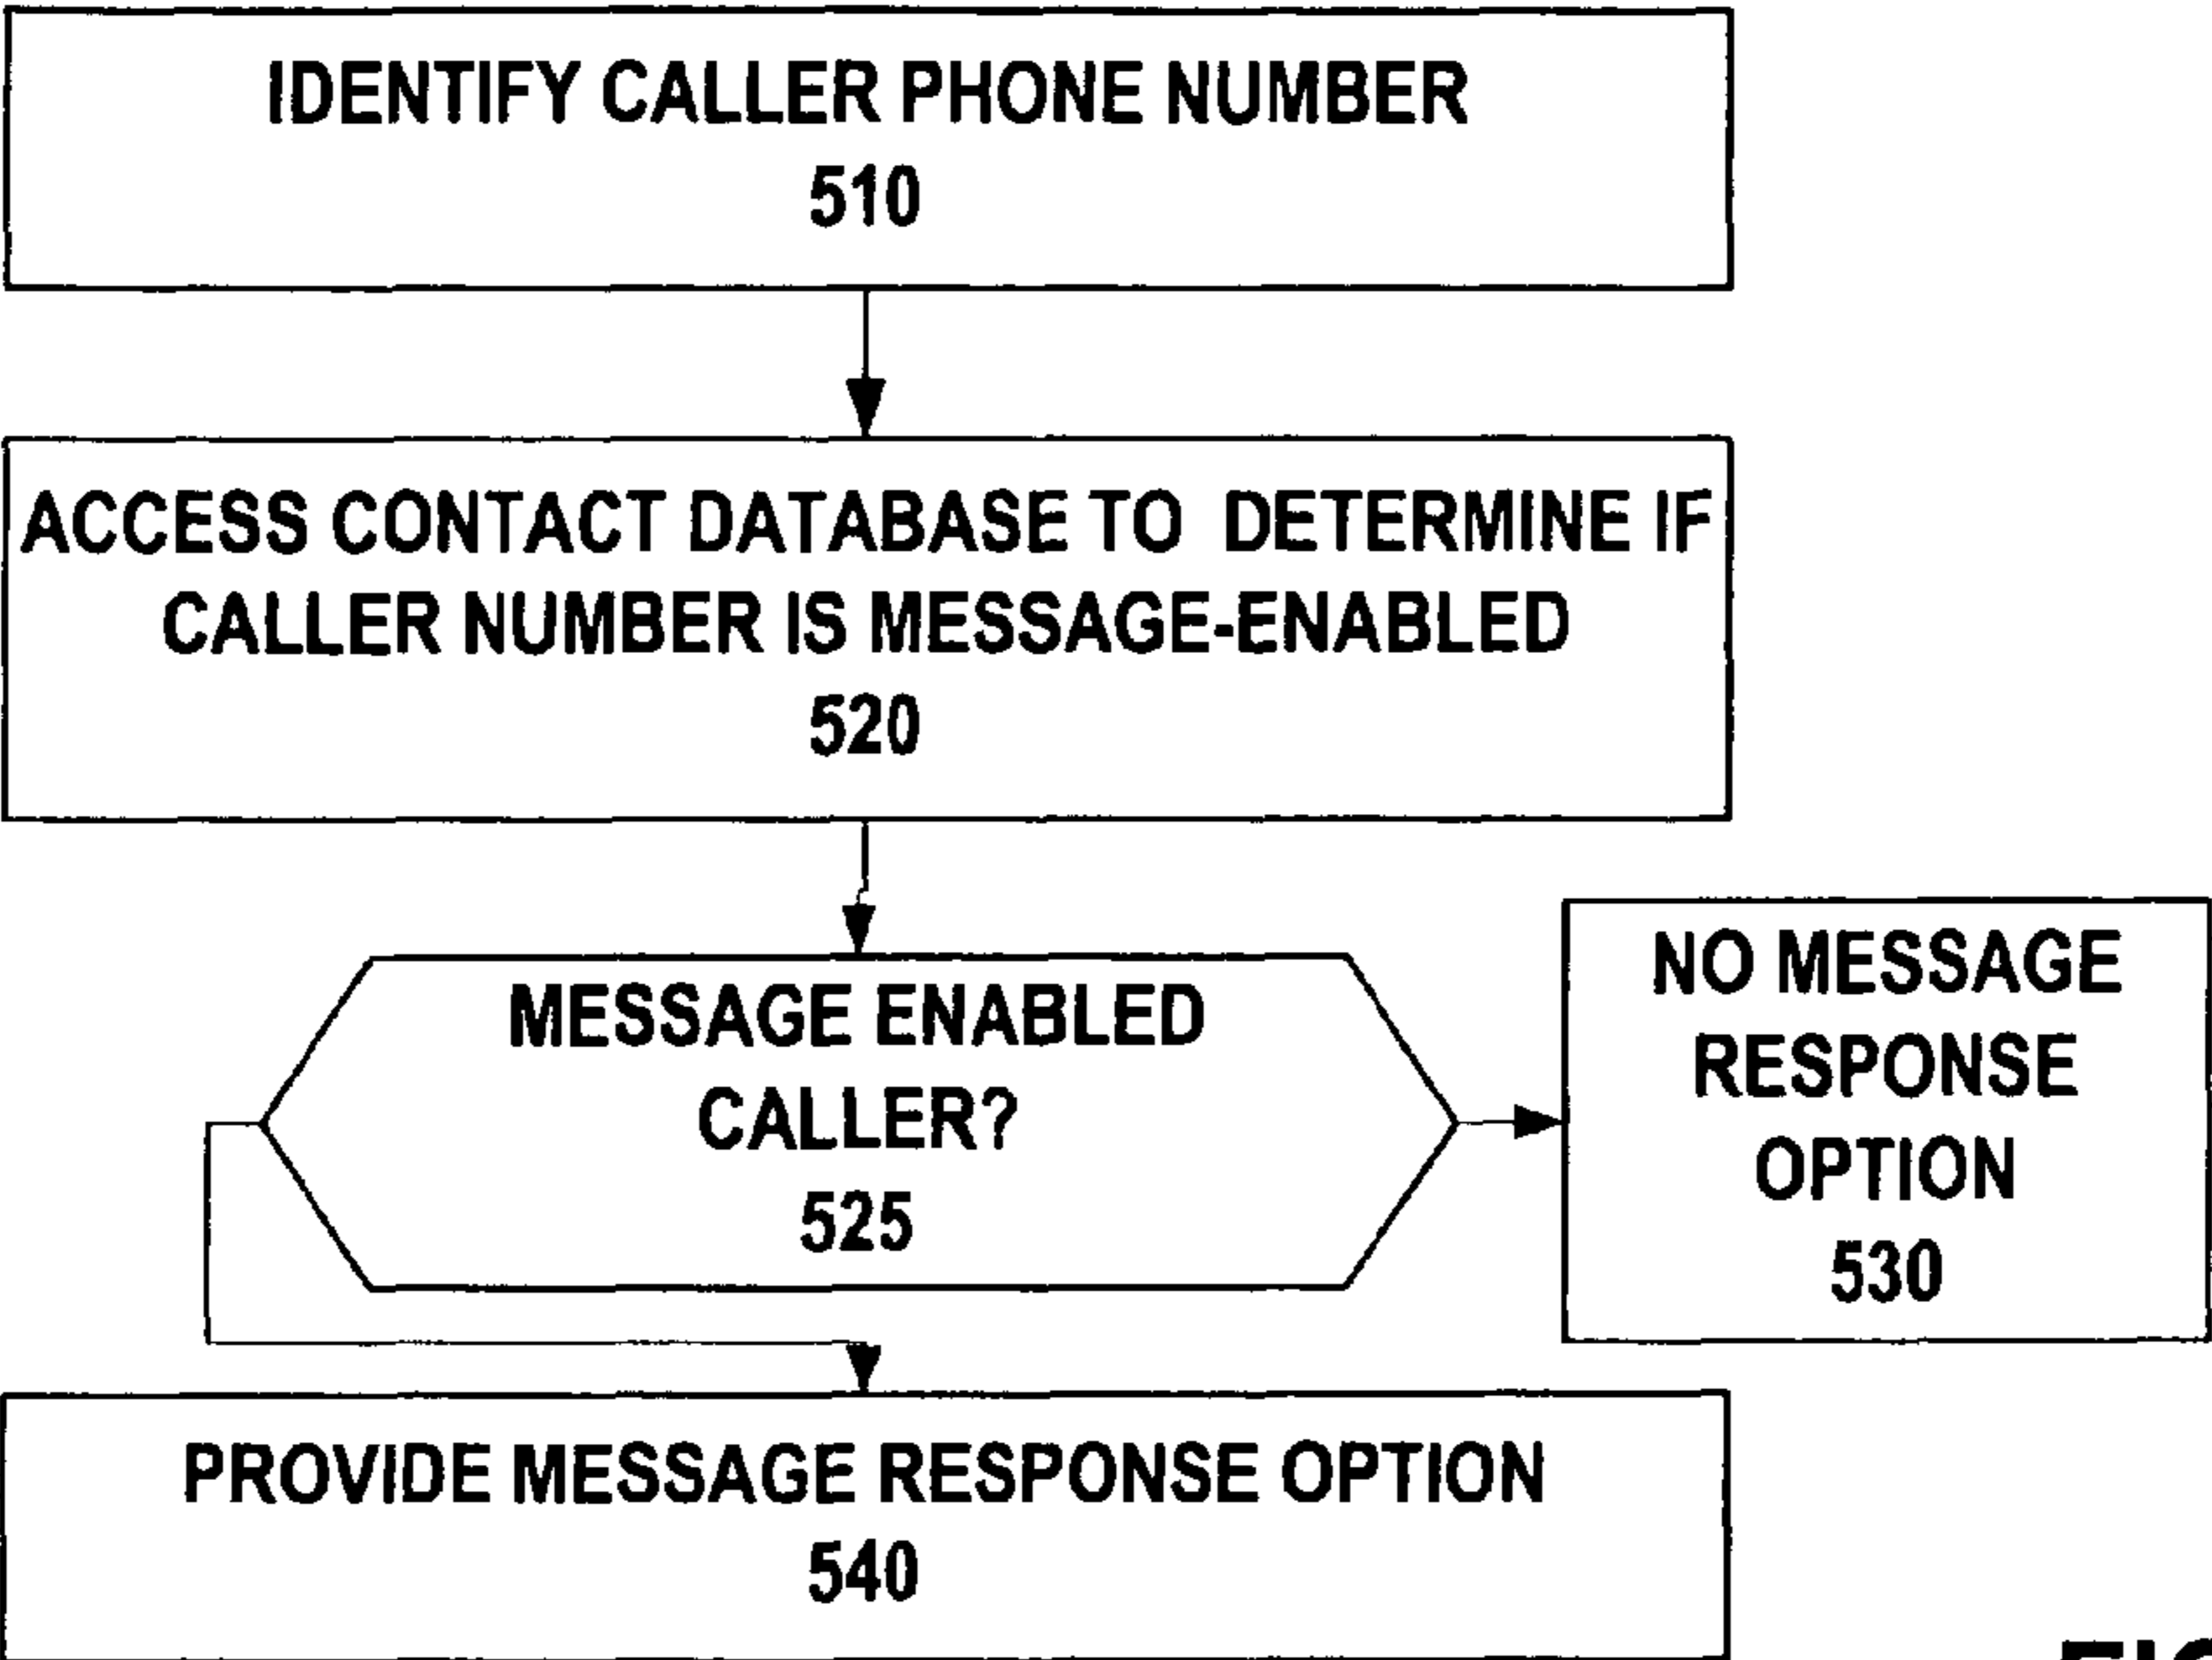 IDENTIFY CALLER PHONE NUMBER
510
ACCESS CONTACT DATABASE TO DETERMINE IF
CALLER NUMBER IS MESSAGE-ENABLED
520
MESSAGE ENABLED
CALLER?
525
NO MESSAGE
RESPONSE
OPTION
530
PROVIDE MESSAGE RESPONSE OPTION
540